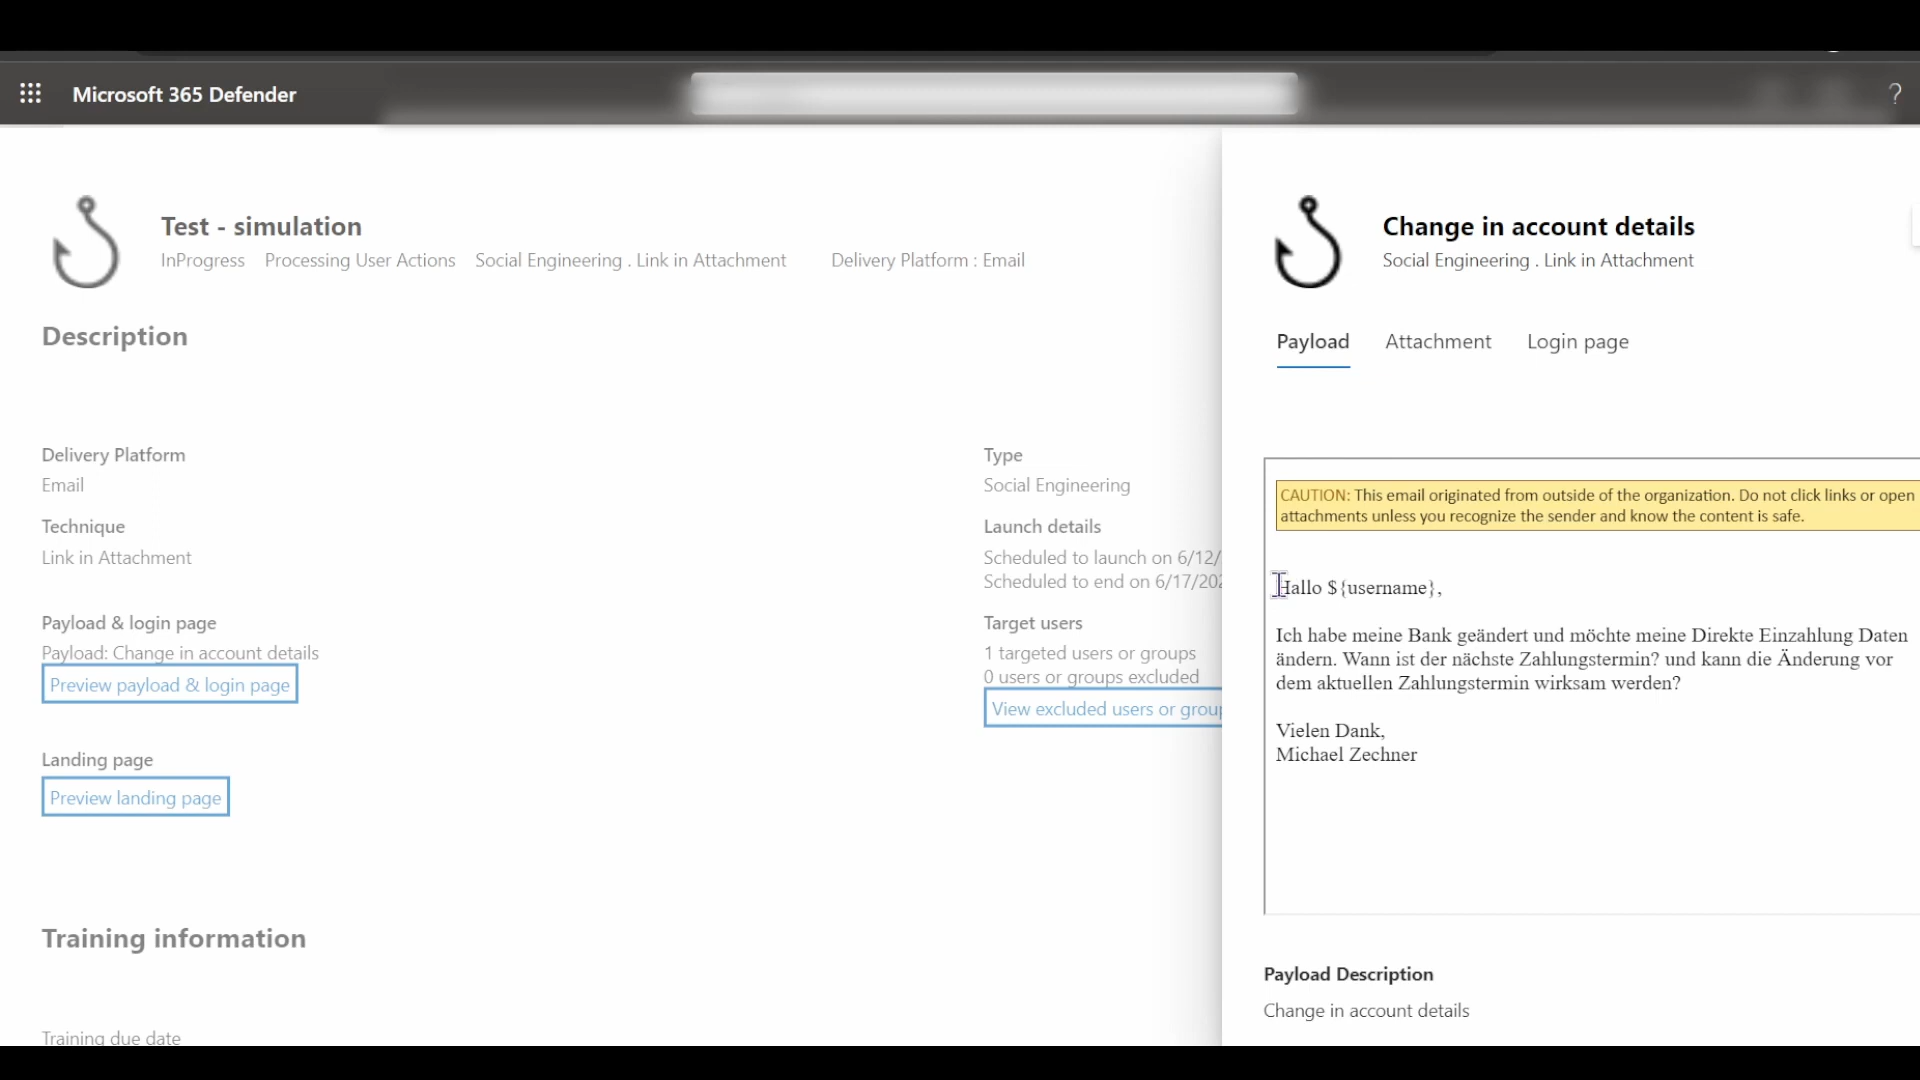 Microsoft 365 Defender
?
Test - simulation
InProgress Processing User Actions Social Engineering . Link in Attachment Delivery Platform : Email
Description
Delivery Platform
Email
Technique
Link in Attachment
Payload & login page
Payload: Change in account details
Preview payload & login page
Landing page
Preview landing page
Type
Social Engineering
Launch details
Scheduled to launch on 6/12/
Scheduled to end on 6/17/202
Target users
1 targeted users or groups
0 users or groups excluded
View excluded users or group
Training information
Training due date
Change in account details
Social Engineering . Link in Attachment
Payload Attachment Login page
CAUTION: This email originated from outside of the organization. Do not click links or open
attachments unless you recognize the sender and know the content is safe.
Hallo ${username},
Ich habe meine Bank geändert und möchte meine Direkte Einzahlung Daten
ändern. Wann ist der nächste Zahlungstermin? und kann die Änderung vor
dem aktuellen Zahlungstermin wirksam werden?
Vielen Dank,
Michael Zechner
Payload Description
Change in account details